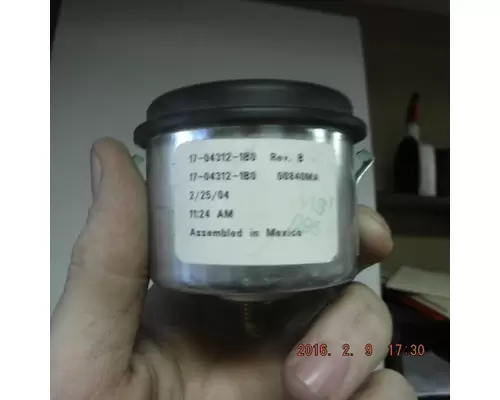 17-04312-1B0 Rev. B
17-04312-1B0 00840MA
2/25/04
11:24 AM
Assembled in Mexico
2016. 2. 9 17:30